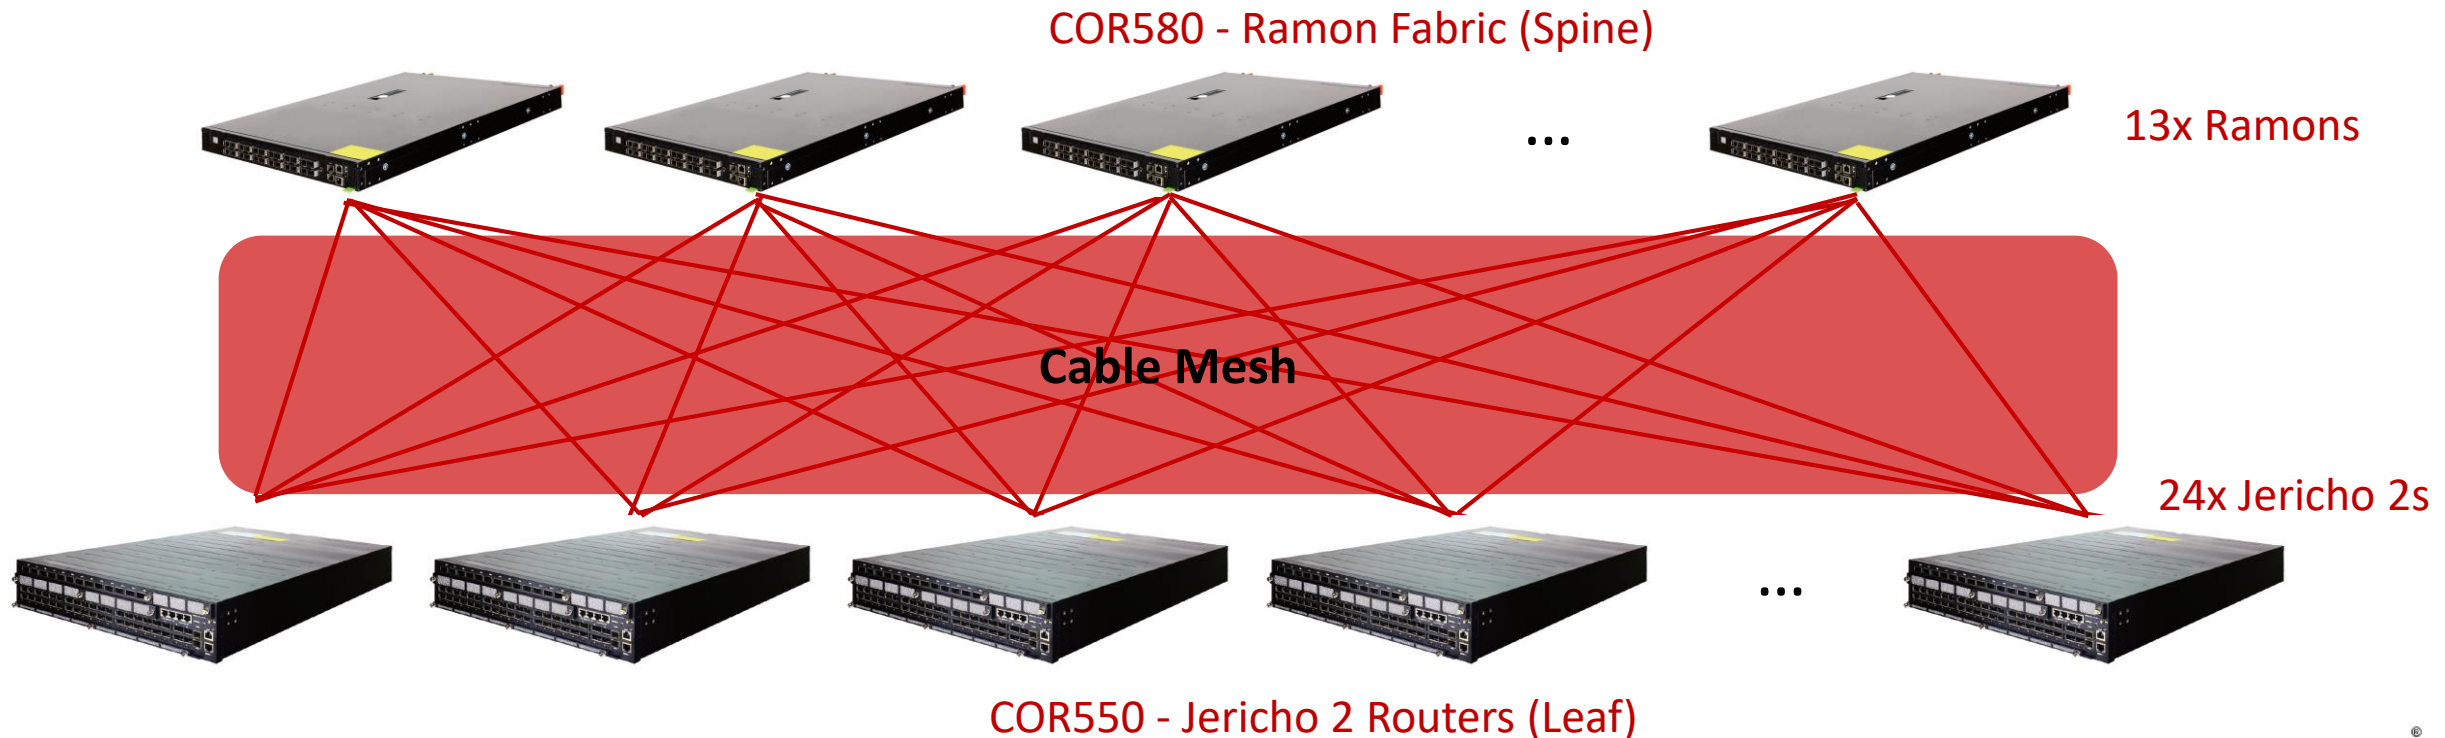 COR580 - Ramon Fabric (Spine)
...
13x Ramons
Cable Mesh
24x Jericho 2s
...
COR550 - Jericho 2 Routers (Leaf)
®